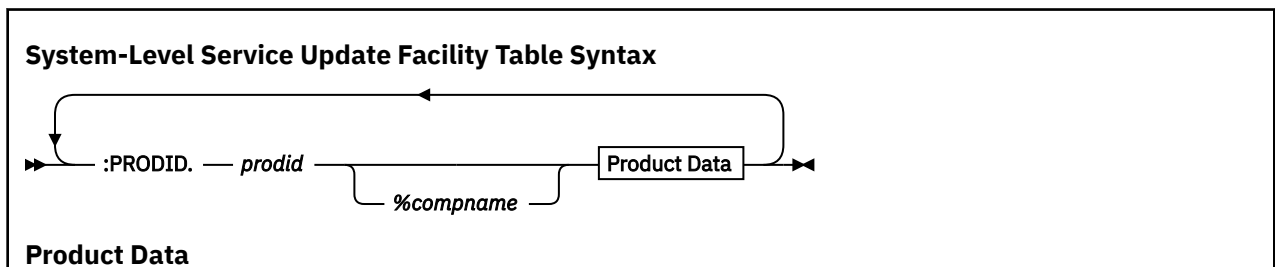 System-Level Service Update Facility Table Syntax
:PRODID. prodid Product Data
%compname
Product Data